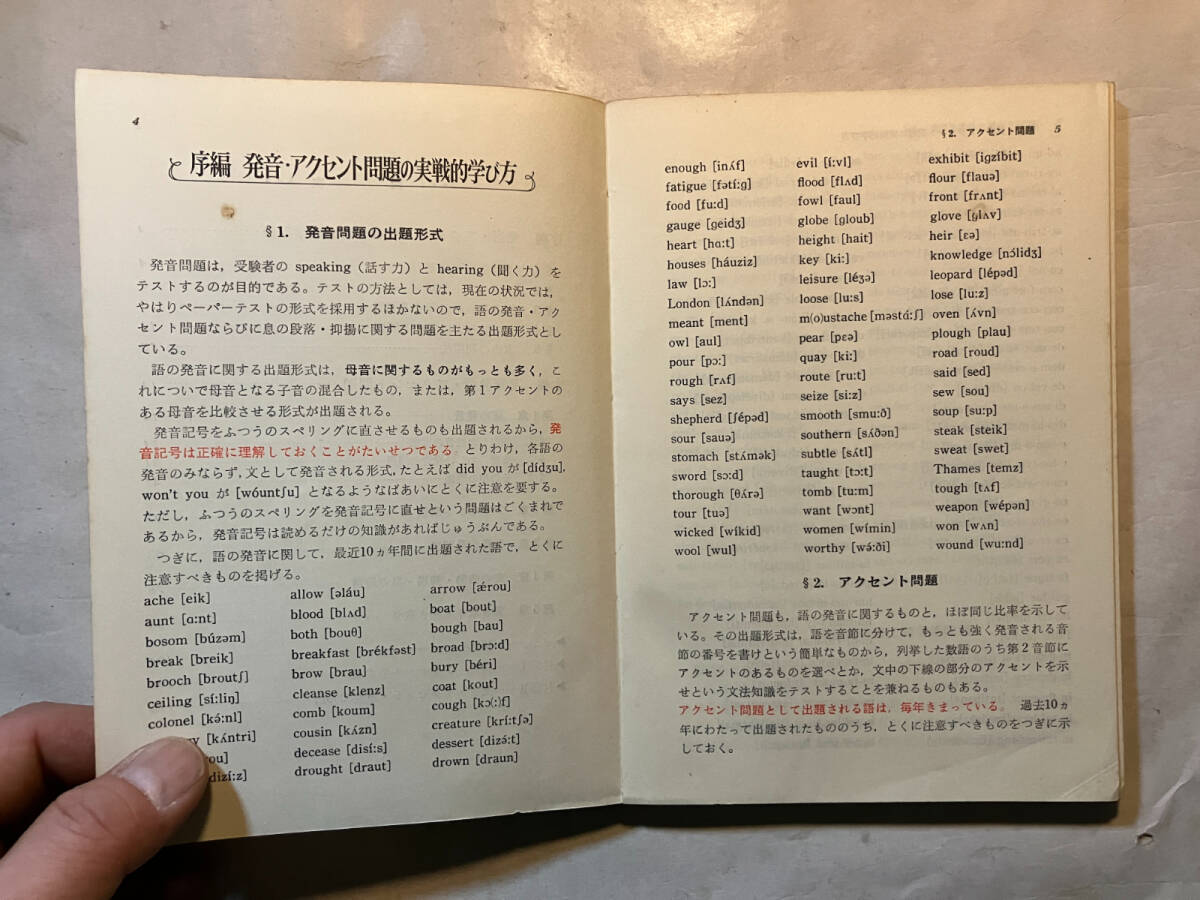 4
序編 発音・アクセント問題の実戦的学び方
§1. 発音問題の出題形式
発音問題は，受験者の speaking（話す力）と hearing（聞く力）を
テストするのが目的である。テストの方法としては，現在の状況では，
やはりペーパーテストの形式を採用するほかないので，語の発音・アク
セント問題ならびに息の段落・抑揚に関する問題を主たる出題形式とし
ている。
語の発音に関する出題形式は，母音に関するものがもっとも多く，こ
れについで母音となる子音の混合したもの，または，第1アクセントの
ある母音を比較させる形式が出題される。
発音記号をふつうのスペリングに直させるものも出題されるから，発
音記号は正確に理解しておくことがたいせつである とりわけ，各語の
発音のみならず，文として発音される形式，たとえば did you が [dídʒu],
won't you が [wóuntʃu] となるようなばあいにとくに注意を要する。
ただし，ふつうのスペリングを発音記号に直せという問題はごくまれで
あるから，発音記号は読めるだけの知識があればじゅうぶんである。
つぎに，語の発音に関して，最近10ヵ年間に出題された語で，とくに
注意すべきものを掲げる。
ache [eik] allow [əláu] arrow [ǽrou]
aunt [ɑ:nt] blood [blʌd] boat [bout]
bosom [búzəm] both [bouθ] bough [bau]
break [breik] breakfast [brékfəst] broad [brɔ:d]
brooch [broutʃ] brow [brau] bury [béri]
ceiling [sí:liŋ] cleanse [klenz] coat [kout]
colonel [kə́:nl] comb [koum] cough [kɔ(:)f]
[kʌ́ntri] cousin [kʌ́zn] creature [krí:tʃə]
decease [disí:s] dessert [dizə́:t]
dizí:z] drought [draut] drown [draun]
§2. アクセント問題 5
enough [inʌ́f] evil [í:vl] exhibit [igzíbit]
fatigue [fətí:g] flood [flʌd] flour [flauə]
food [fu:d] fowl [faul] front [frʌnt]
gauge [geidʒ] globe [gloub] glove [glʌv]
heart [hɑ:t] height [hait] heir [ɛə]
houses [háuziz] key [ki:] knowledge [nɔ́lidʒ]
law [lɔ:] leisure [léʒə] leopard [lépəd]
London [lʌ́ndən] loose [lu:s] lose [lu:z]
meant [ment] m(o)ustache [məstɑ́:ʃ] oven [ʌ́vn]
owl [aul] pear [pɛə] plough [plau]
pour [pɔ:] quay [ki:] road [roud]
rough [rʌf] route [ru:t] said [sed]
says [sez] seize [si:z] sew [sou]
shepherd [ʃépəd] smooth [smu:ð] soup [su:p]
sour [sauə] southern [sʌ́ðən] steak [steik]
stomach [stʌ́mək] subtle [sʌ́tl] sweat [swet]
sword [sɔ:d] taught [tɔ:t] Thames [temz]
thorough [θʌ́rə] tomb [tu:m] tough [tʌf]
tour [tuə] want [wɔnt] weapon [wépən]
wicked [wíkid] women [wímin] won [wʌn]
wool [wul] worthy [wə́:ði] wound [wu:nd]
§2. アクセント問題
アクセント問題も，語の発音に関するものと，ほぼ同じ比率を示して
いる。その出題形式は，語を音節に分けて，もっとも強く発音される音
節の番号を書けという簡単なものから，列挙した数語のうち第2音節に
アクセントのあるものを選べとか，文中の下線の部分のアクセントを示
せという文法知識をテストすることを兼ねるものもある。
アクセント問題として出題される語は，毎年きまっている。 過去10ヵ
年にわたって出題されたもののうち，とくに注意すべきものをつぎに示
しておく。